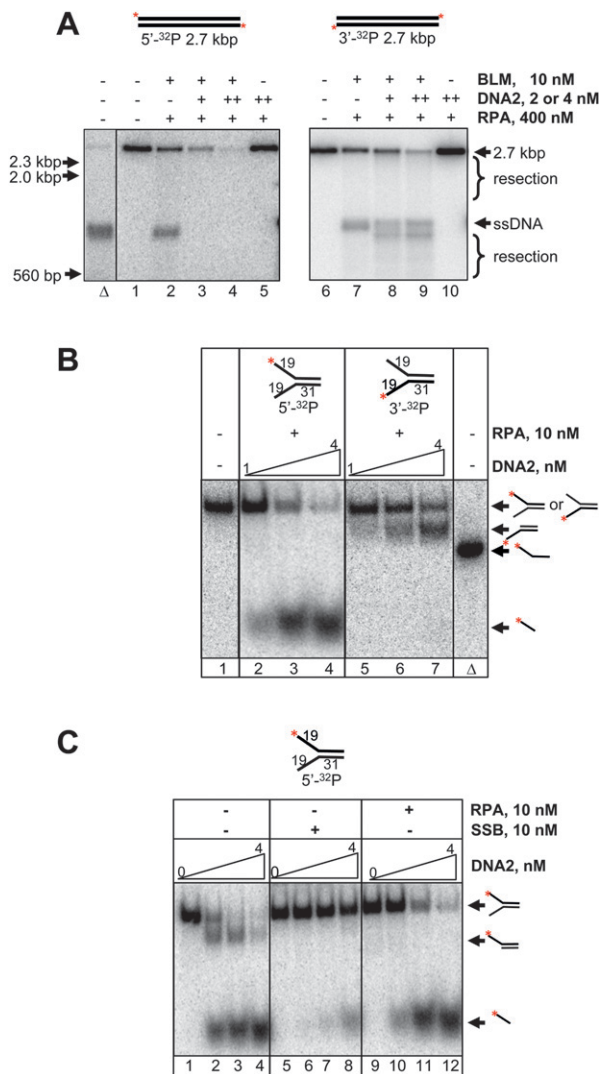 A
* *
5'-³²P 2.7 kbp
* *
3'-³²P 2.7 kbp
- - + + + - - + + + - BLM, 10 nM
- - - + ++ ++ - - + ++ ++ DNA2, 2 or 4 nM
- - + + + + - + + + + RPA, 400 nM
2.3 kbp
2.0 kbp
560 bp
2.7 kbp
resection
ssDNA
resection
Δ 1 2 3 4 5 6 7 8 9 10
B
* 19
19 31
5'-³²P
19
* 19 31
3'-³²P
- + + - RPA, 10 nM
- 1 4 1 4 - DNA2, nM
* or *
*
*
*
1 2 3 4 5 6 7 Δ
C
* 19
19 31
5'-³²P
- - + RPA, 10 nM
- + - SSB, 10 nM
0 4 0 4 0 4 DNA2, nM
*
*
*
1 2 3 4 5 6 7 8 9 10 11 12